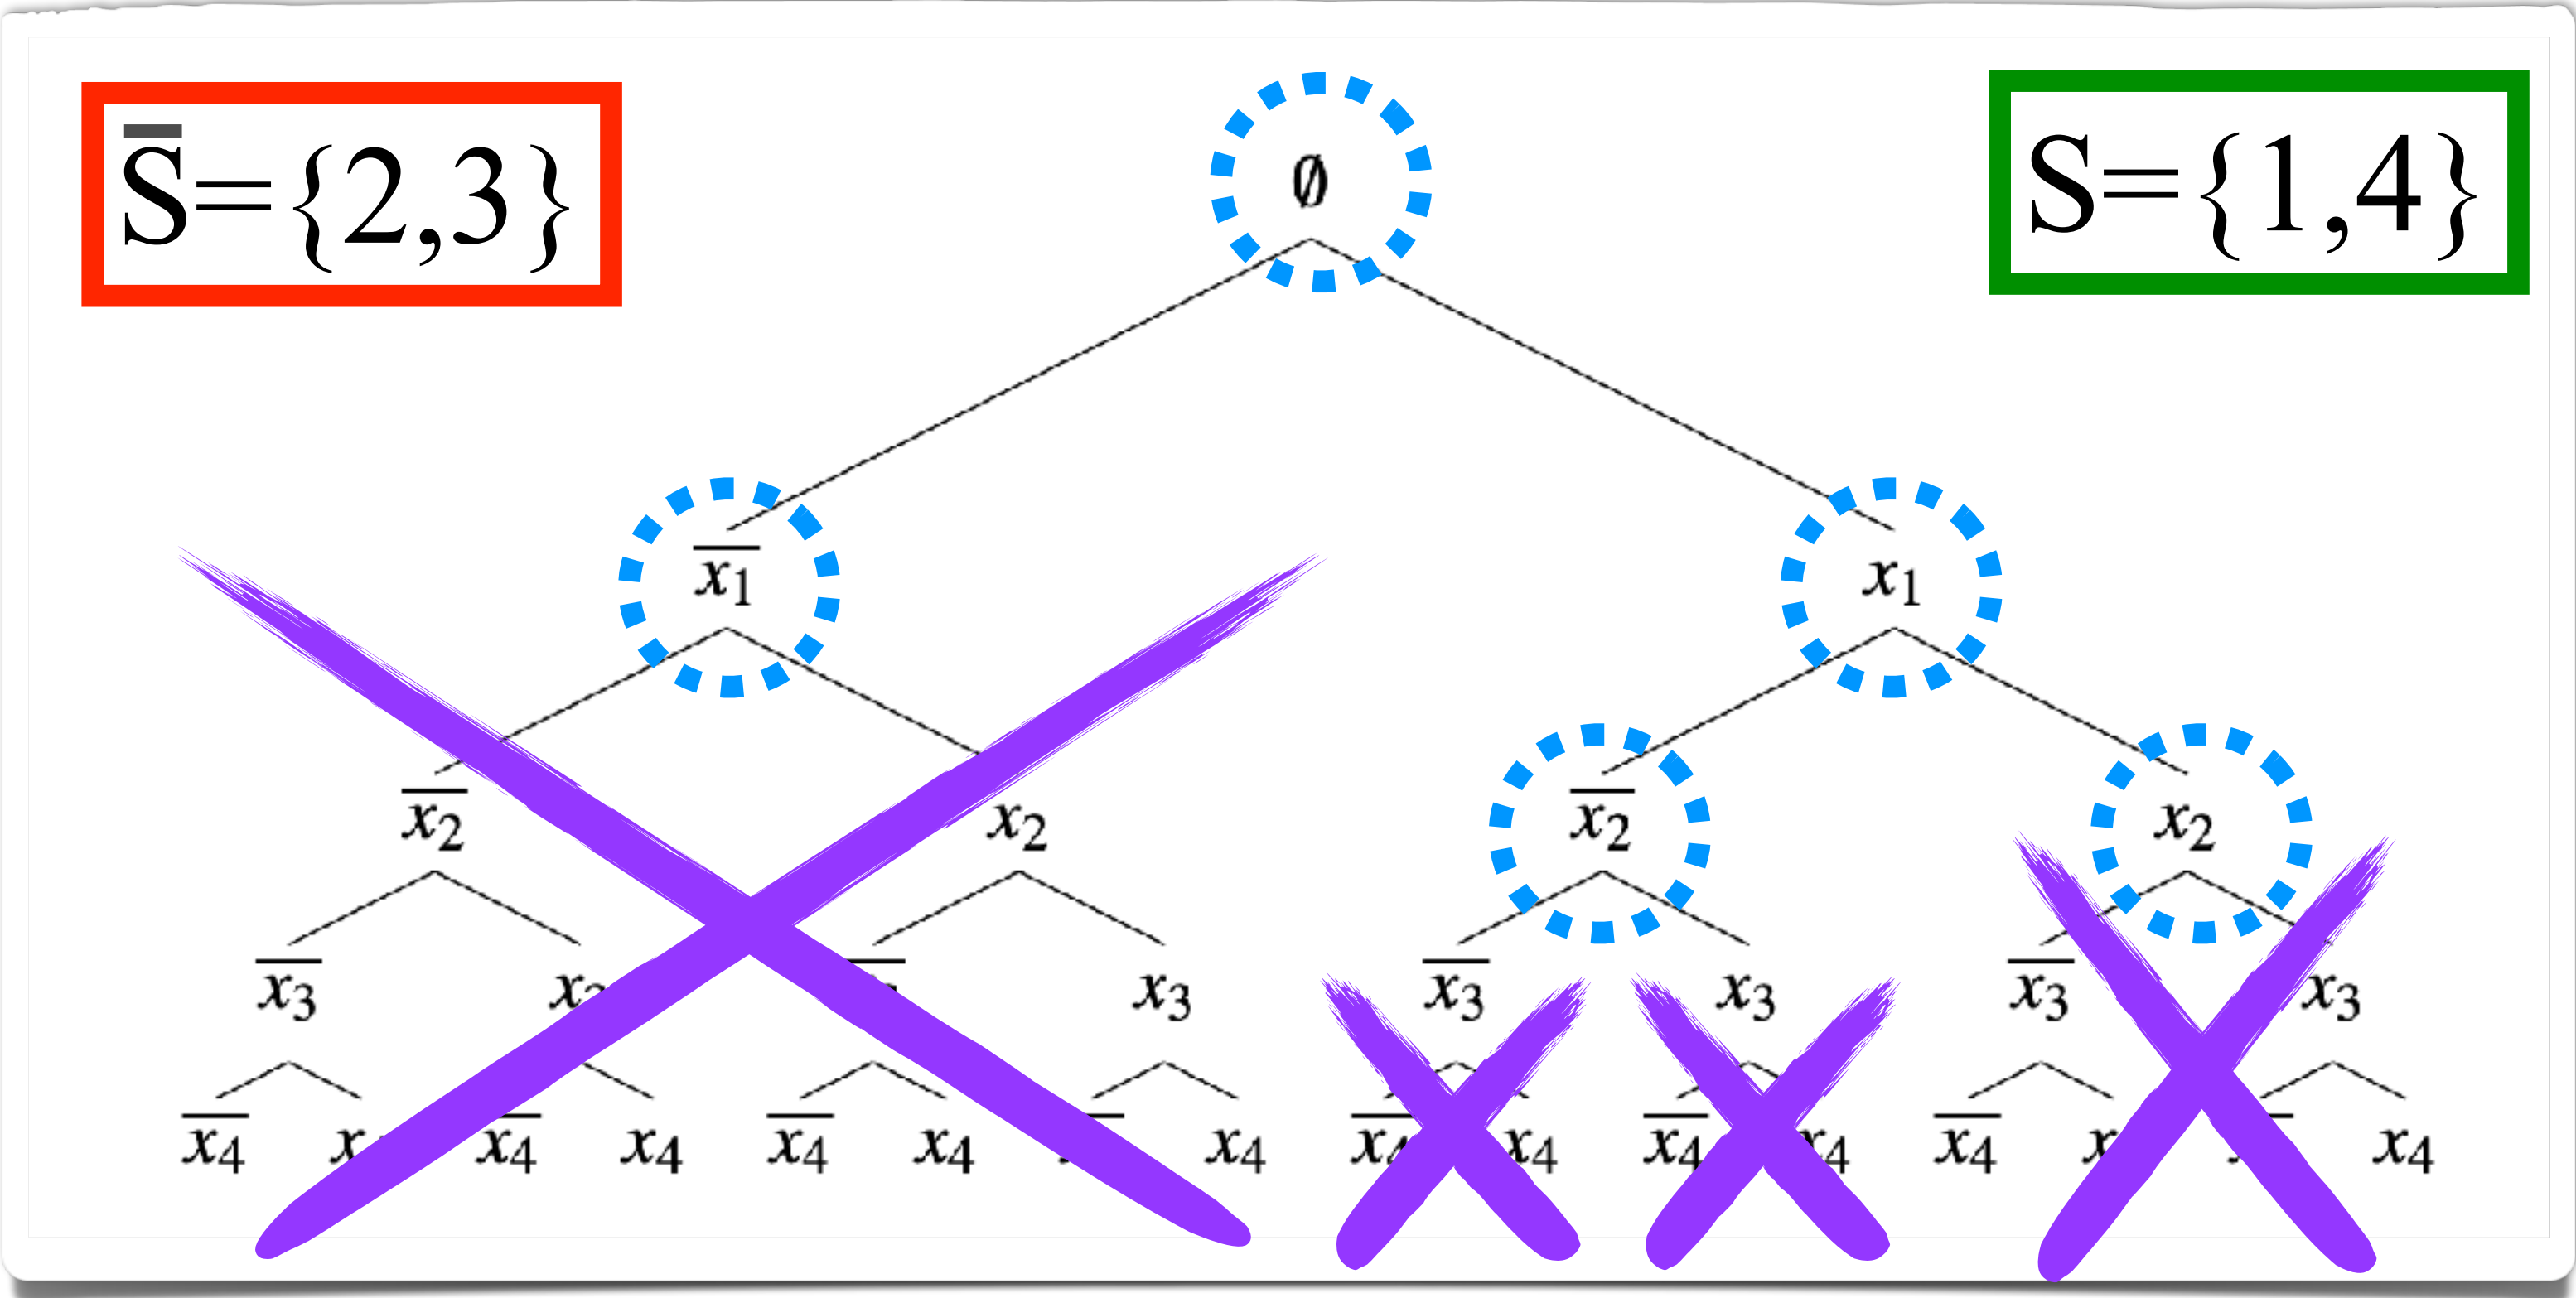 S̅={2,3}
∅
S={1,4}
x̅₁ x₁
x̅₂ x₂ x̅₂ x₂
x̅₃ x₃ x̅₃ x₃ x̅₃ x₃
x̅₄ x̅₄ x₄ x̅₄ x₄ x₄ x̅₄ x₄ x̅₄ x₄ x̅₄ x₄